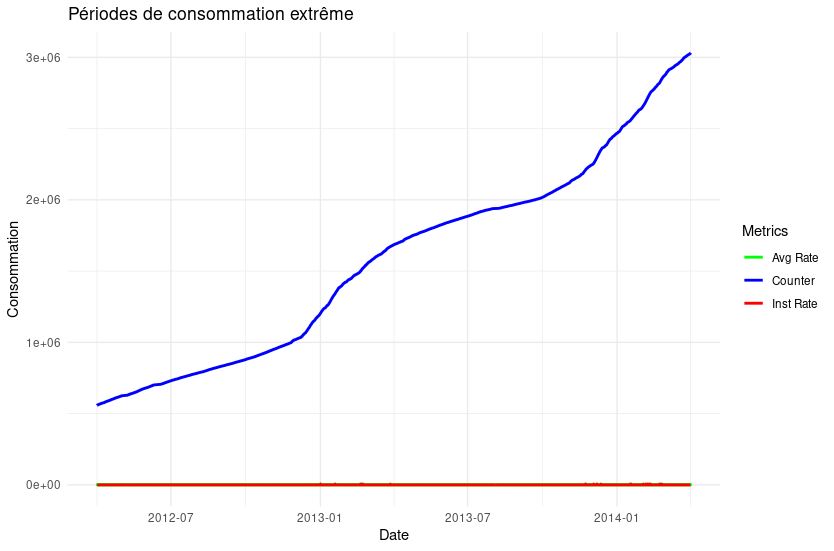 Périodes de consommation extrême
3e+06
2e+06
1e+06
0e+00
Consommation
2012-07
2013-01
2013-07
2014-01
Date
Metrics
Avg Rate
Counter
Inst Rate